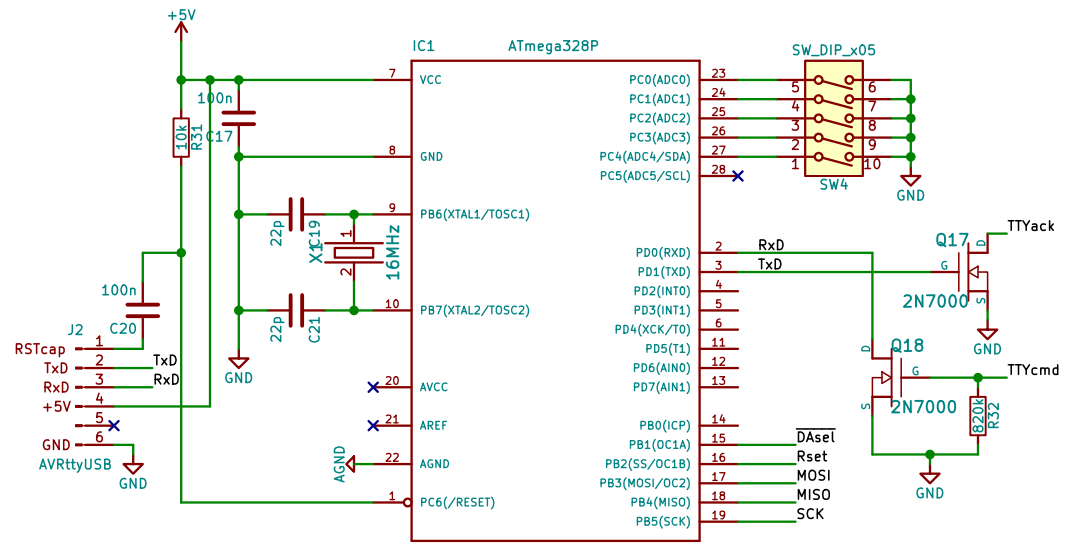 +5V
IC1
ATmega328P
7 VCC
8 GND
9 PB6(XTAL1/TOSC1)
10 PB7(XTAL2/TOSC2)
20 AVCC
21 AREF
22 AGND
1 PC6(/RESET)
PC0(ADC0) 23
PC1(ADC1) 24
PC2(ADC2) 25
PC3(ADC3) 26
PC4(ADC4/SDA) 27
PC5(ADC5/SCL) 28
PD0(RXD) 2
PD1(TXD) 3
PD2(INT0) 4
PD3(INT1) 5
PD4(XCK/T0) 6
PD5(T1) 11
PD6(AIN0) 12
PD7(AIN1) 13
PB0(ICP) 14
PB1(OC1A) 15
PB2(SS/OC1B) 16
PB3(MOSI/OC2) 17
PB4(MISO) 18
PB5(SCK) 19
100n
C17
10k
R31
22p
C19
X1
1
2
16MHz
22p
C21
GND
AGND
100n
C20
J2
RSTcap 1
TxD 2 TxD
RxD 3 RxD
+5V 4
5
GND 6
AVRttyUSB
GND
SW_DIP_x05
5 6
4 7
3 8
2 9
1 10
SW4
GND
RxD
TxD
TTYack
Q17
D
G
S
2N7000
GND
Q18
D
G
S
2N7000
TTYcmd
820k
R32
GND
DAsel
Rset
MOSI
MISO
SCK